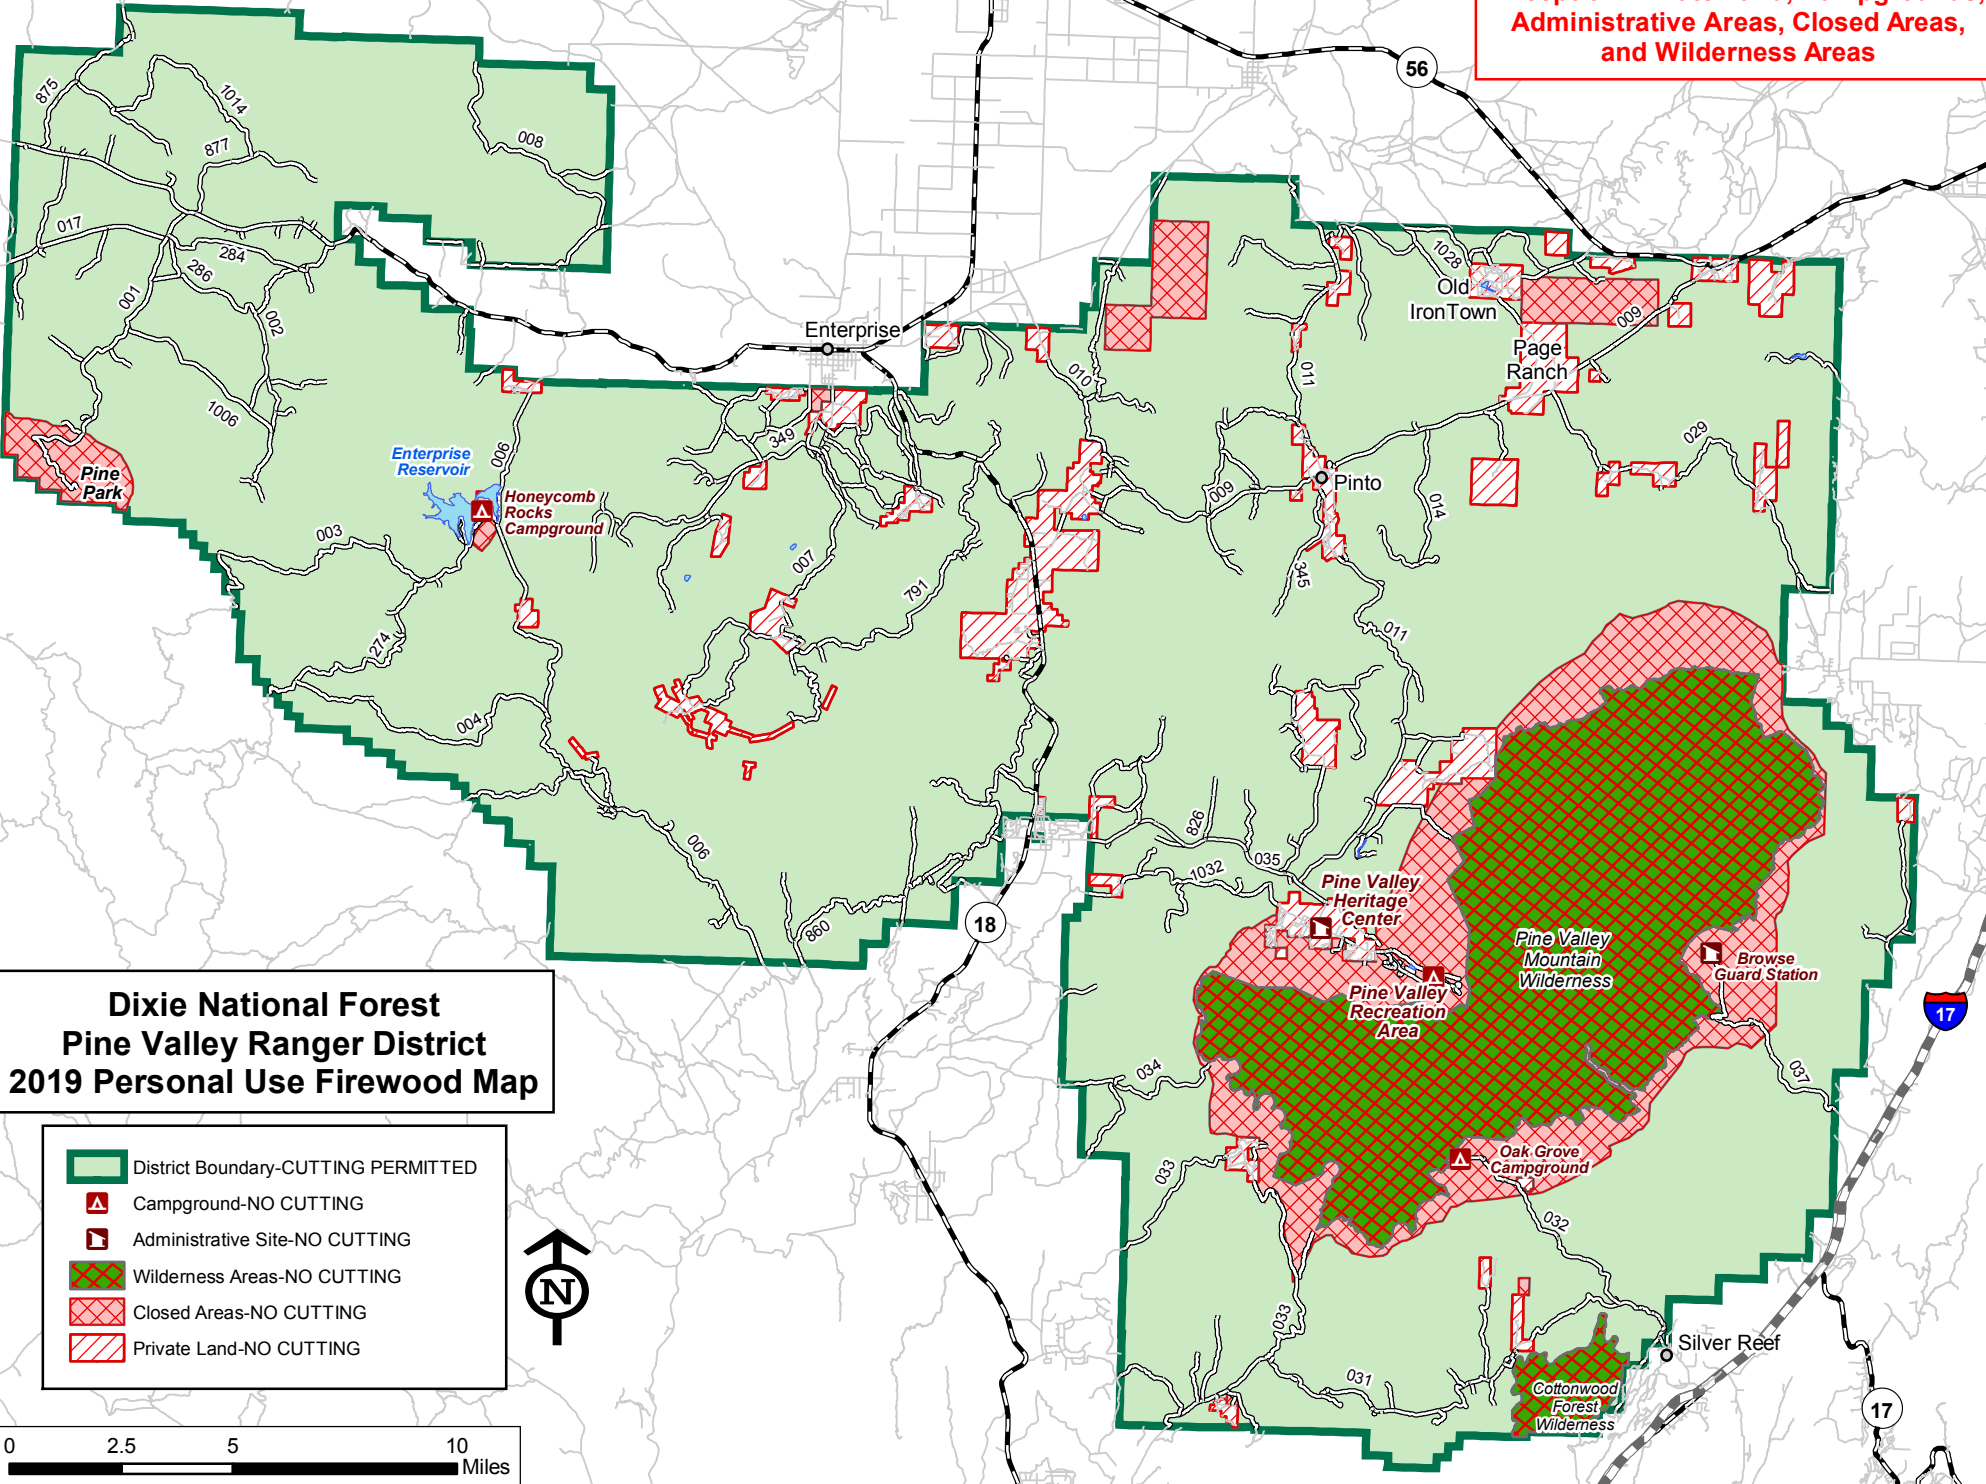 Administrative Areas, Closed Areas,
and Wilderness Areas
56
875
1014
877
008
017
284
286
001
002
1006
1028
Old
IronTown
009
Page
Ranch
Enterprise
010
011
349
006
Enterprise
Reservoir
Pine
Park
Honeycomb
Rocks
Campground
009
Pinto
014
029
003
007
791
345
011
274
004
006
826
035
1032
860
18
Pine Valley
Heritage
Center
Pine Valley
Mountain
Wilderness
Browse
Guard Station
Pine Valley
Recreation
Area
17
034
037
033
Oak Grove
Campground
032
033
031
Silver Reef
Cottonwood
Forest
Wilderness
17
Dixie National Forest
Pine Valley Ranger District
2019 Personal Use Firewood Map
District Boundary-CUTTING PERMITTED
Campground-NO CUTTING
Administrative Site-NO CUTTING
Wilderness Areas-NO CUTTING
Closed Areas-NO CUTTING
Private Land-NO CUTTING
N
0 2.5 5 10
Miles